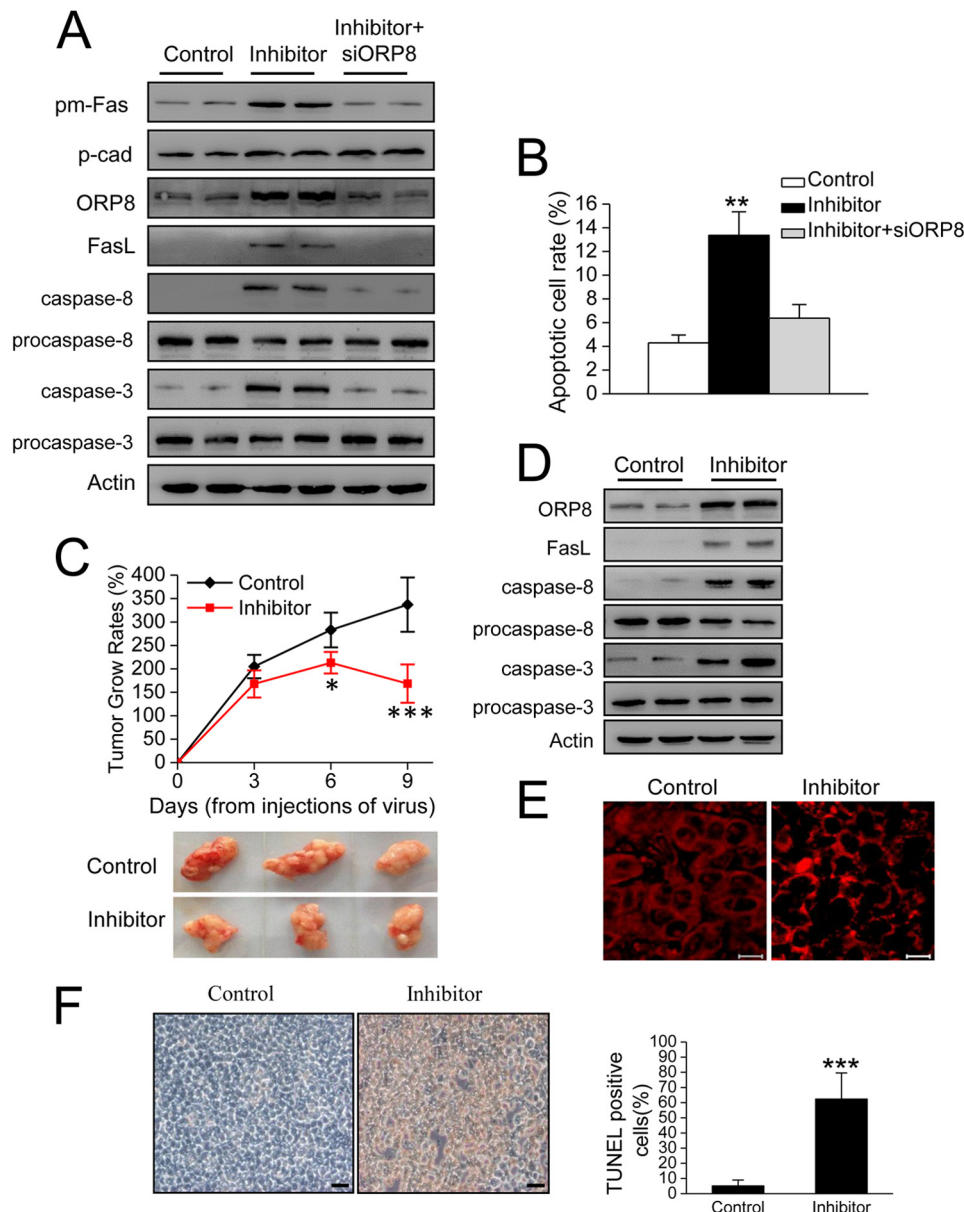 A
Control
Inhibitor
Inhibitor+
siORP8
pm-Fas
p-cad
ORP8
FasL
caspase-8
procaspase-8
caspase-3
procaspase-3
Actin
B
Control
Inhibitor
Inhibitor+siORP8
Apoptotic cell rate (%)
16
14
12
10
8
6
4
2
0
**
C
Control
Inhibitor
Tumor Grow Rates (%)
400
350
300
250
200
150
100
50
0
*
***
0 3 6 9
Days (from injections of virus)
Control
Inhibitor
D
Control Inhibitor
ORP8
FasL
caspase-8
procaspase-8
caspase-3
procaspase-3
Actin
E
Control Inhibitor
F
Control Inhibitor
TUNEL positive
cells(%)
100
90
80
70
60
50
40
30
20
10
0
***
Control Inhibitor